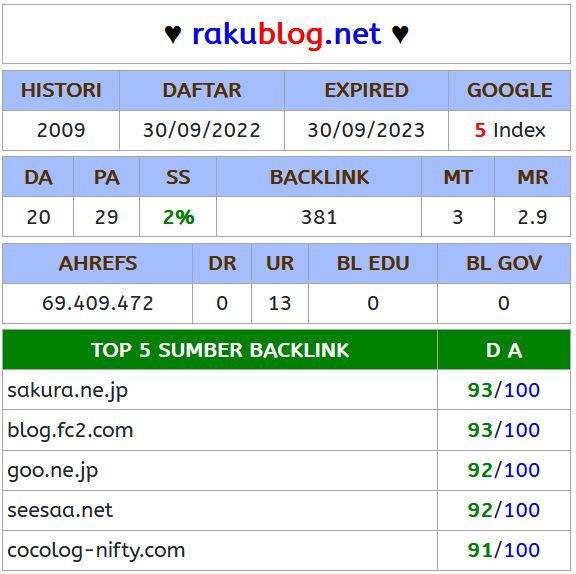 ♥ rakublog.net ♥
HISTORI DAFTAR EXPIRED GOOGLE
2009 30/09/2022 30/09/2023 5 Index
DA PA SS BACKLINK MT MR
20 29 2% 381 3 2.9
AHREFS DR UR BL EDU BL GOV
69.409.472 0 13 0 0
TOP 5 SUMBER BACKLINK D A
sakura.ne.jp 93/100
blog.fc2.com 93/100
goo.ne.jp 92/100
seesaa.net 92/100
cocolog-nifty.com 91/100